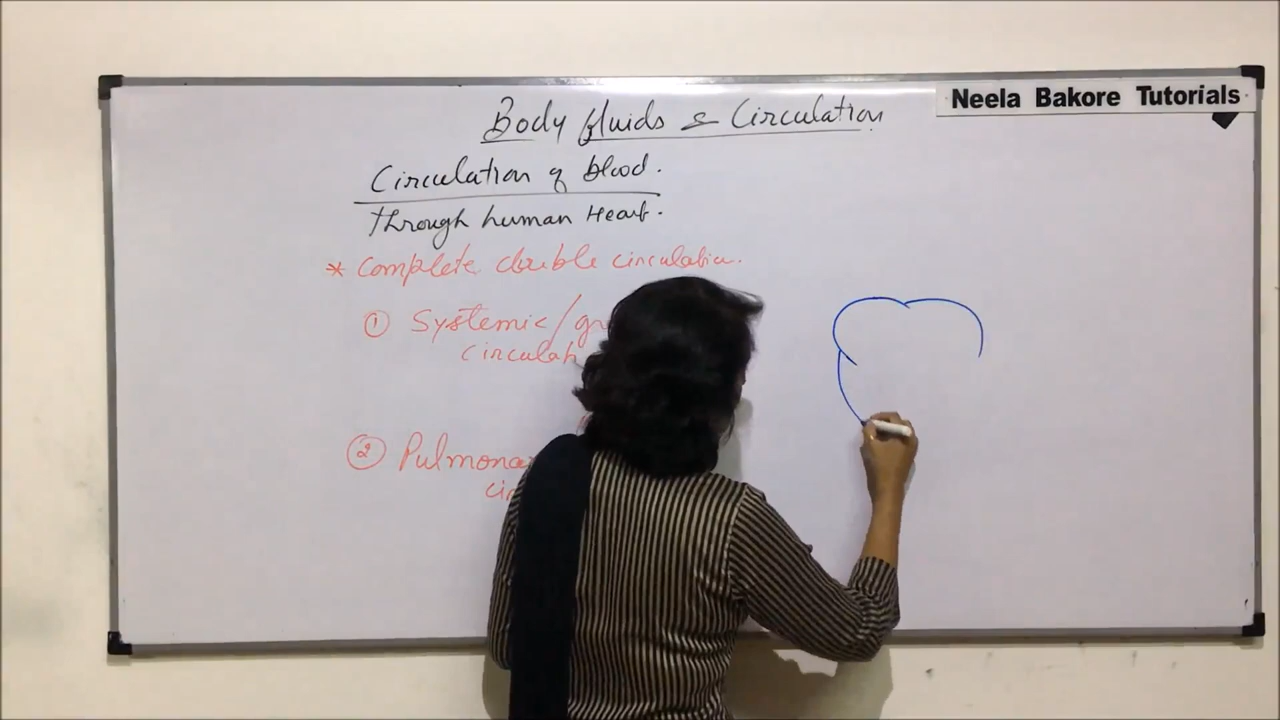 Neela Bakore Tutorials
Body fluids & Circulation
Circulation of blood.
through human Heart.
* Complete double circulation.
① Systemic/
② Pulmona